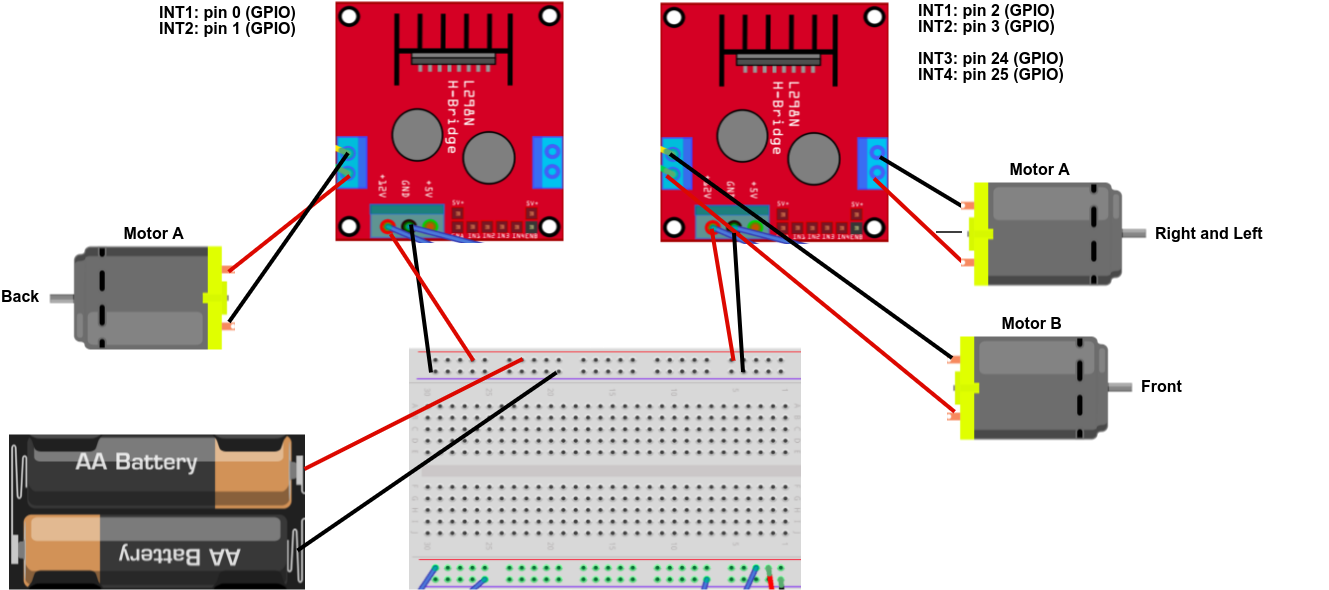 INT1: pin 0 (GPIO)
INT2: pin 1 (GPIO)
INT1: pin 2 (GPIO)
INT2: pin 3 (GPIO)
INT3: pin 24 (GPIO)
INT4: pin 25 (GPIO)
L298N
H-Bridge
+12V
GND
+5V
5V+
5V+
IN1
IN2
IN3
IN4
ENB
L298N
H-Bridge
GND
+5V
5V+
5V+
IN1
IN2
IN3
IN4
ENB
Motor A
Back
Motor A
Right and Left
Motor B
Front
AA Battery
AA Battery